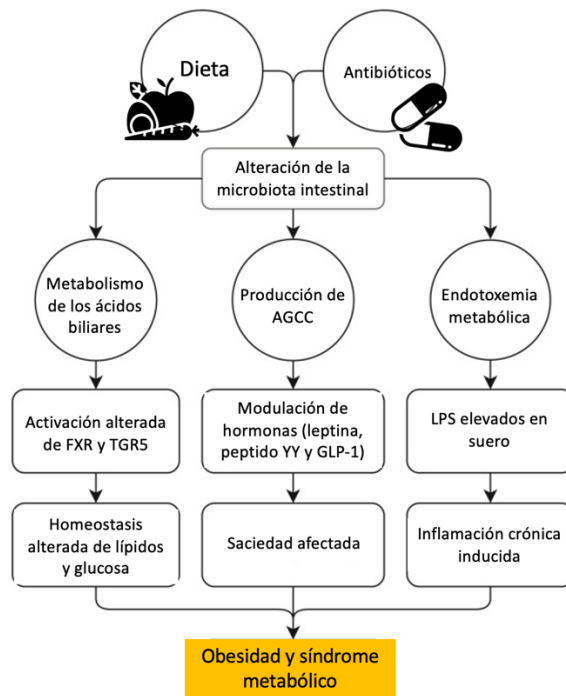 Dieta
Antibióticos
Alteración de la
microbiota intestinal
Metabolismo
de los ácidos
biliares
Producción de
AGCC
Endotoxemia
metabólica
Activación alterada
de FXR y TGR5
Modulación de
hormonas (leptina,
peptido YY y GLP-1)
LPS elevados en
suero
Homeostasis
alterada de lípidos
y glucosa
Saciedad afectada
Inflamación crónica
inducida
Obesidad y síndrome
metabólico